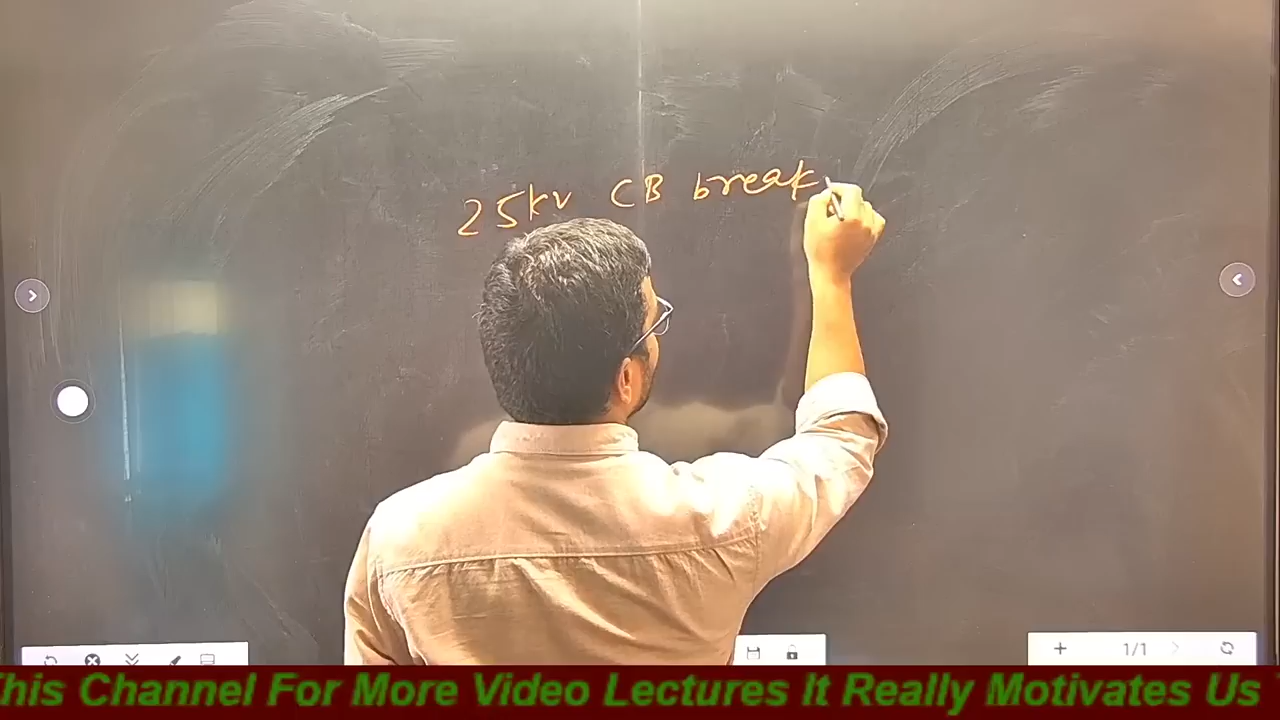 25kv CB break
1/1
This Channel For More Video Lectures It Really Motivates Us